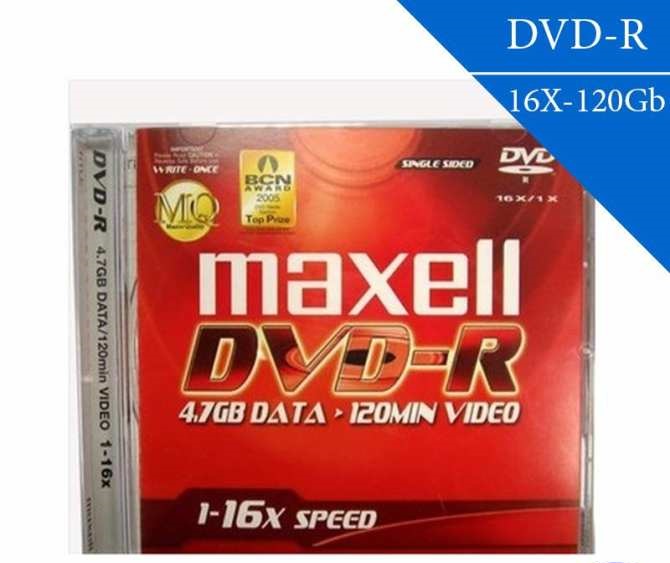 DVD-R
16X-120Gb
IMPORTANT
WRITE-ONCE
MQ
BCN
AWARD
2005
Top Prize
SINGLE SIDED
DVD
R
16X/1X
maxell
DVD-R
4.7GB DATA > 120MIN VIDEO
1-16X SPEED
DVD-R 4.7GB DATA/120min VIDEO 1-16x